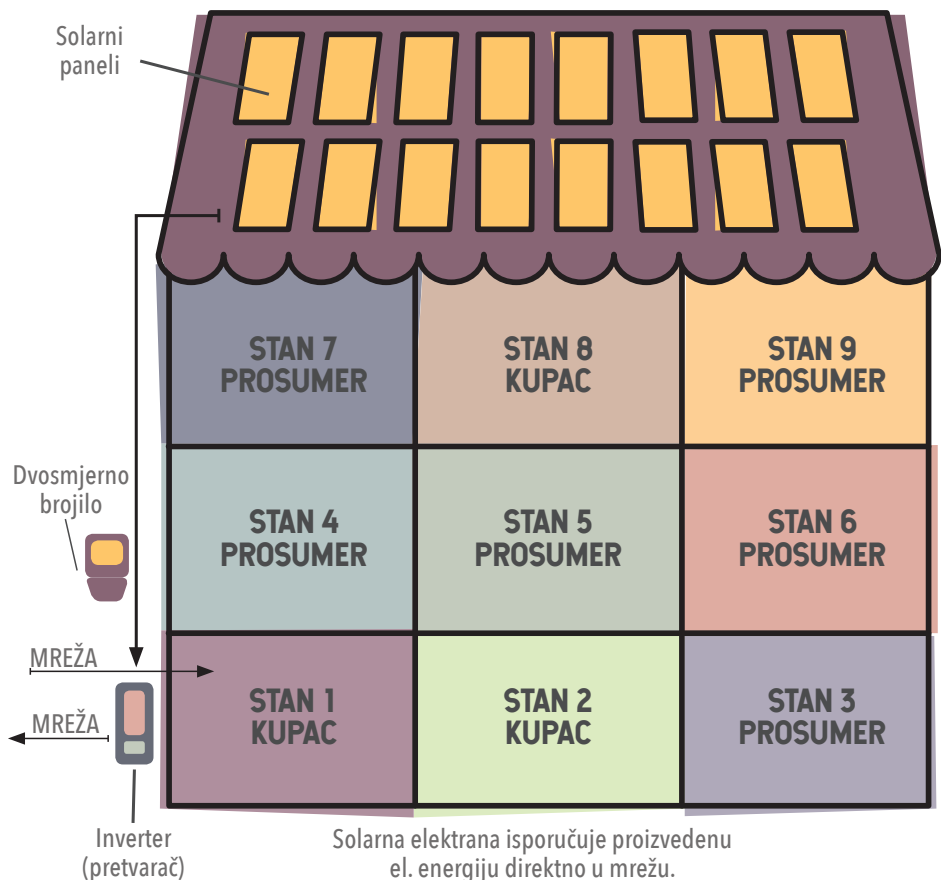 Solarni
paneli
STAN 7
PROSUMER
STAN 8
KUPAC
STAN 9
PROSUMER
Dvosmjerno
brojilo
STAN 4
PROSUMER
STAN 5
PROSUMER
STAN 6
PROSUMER
MREŽA
MREŽA
STAN 1
KUPAC
STAN 2
KUPAC
STAN 3
PROSUMER
Inverter
(pretvarač)
Solarna elektrana isporučuje proizvedenu
el. energiju direktno u mrežu.